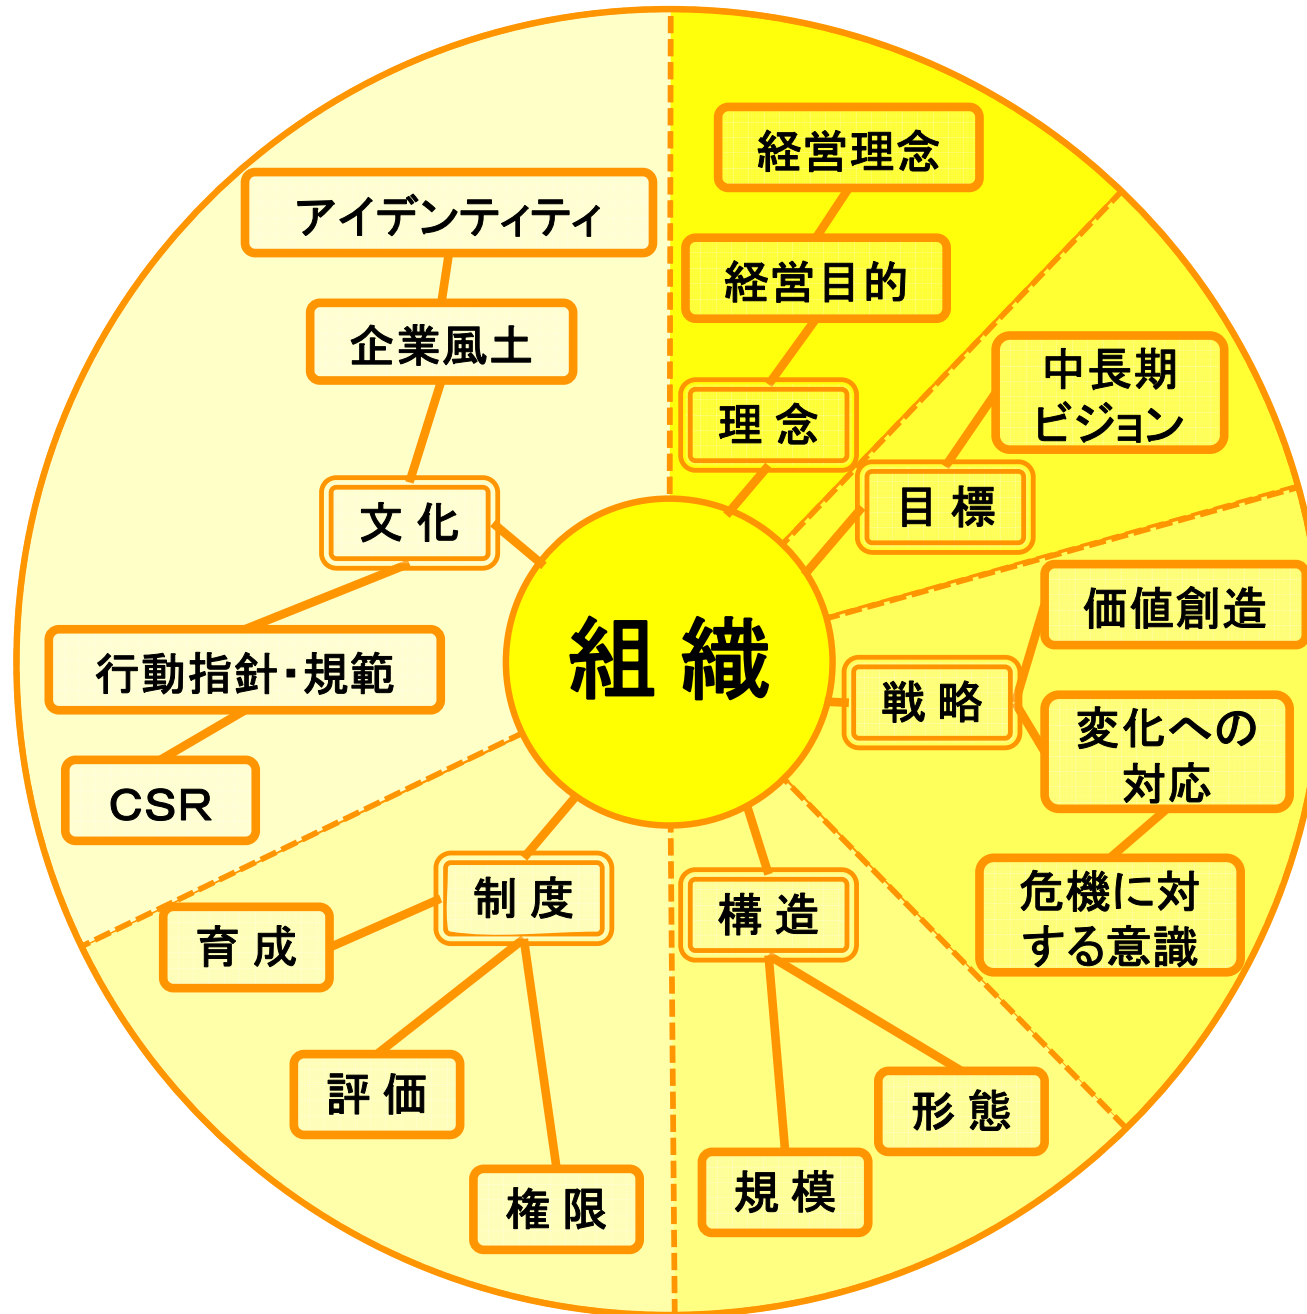 経営理念
アイデンティティ
経営目的
企業風土
中長期
ビジョン
理念
目標
文化
価値創造
組織
行動指針・規範
戦略
変化への
対応
CSR
制度
構造
危機に対
する意識
育成
評価
形態
権限
規模